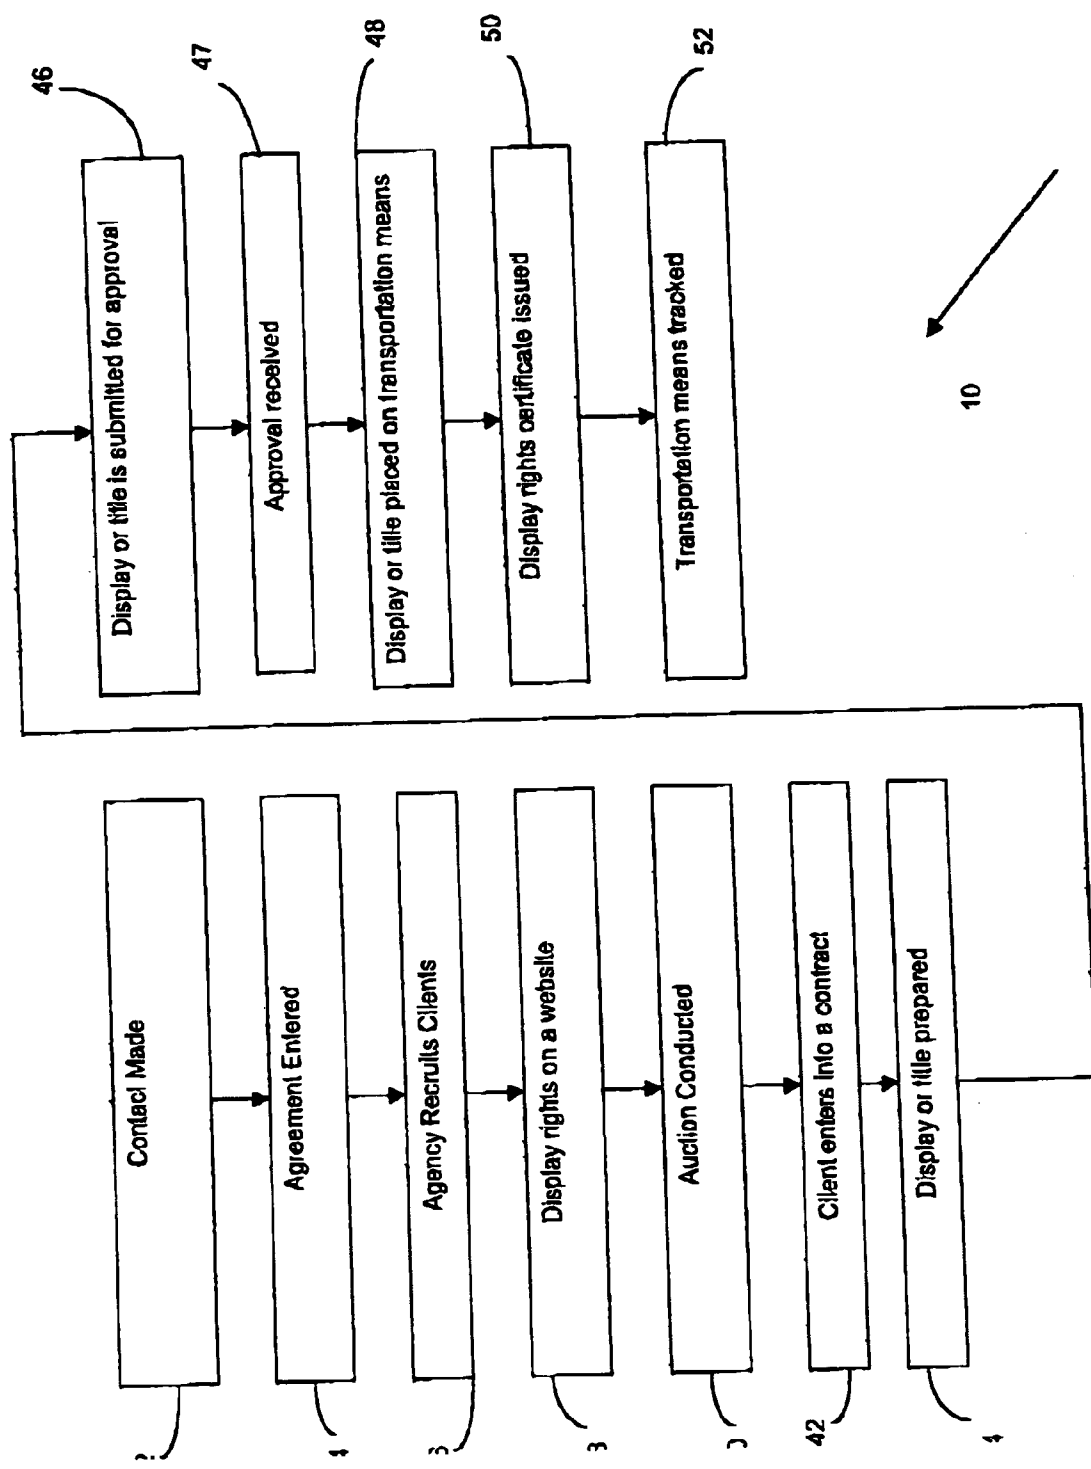 Contact Made
Agreement Entered
Agency Recruits Clients
Display rights on a website
Auction Conducted
Client enters into a contract
42
Display or title prepared
Display or title is submitted for approval
46
Approval received
47
Display or title placed on transportation means
48
Display rights certificate issued
50
Transportation means tracked
52
10